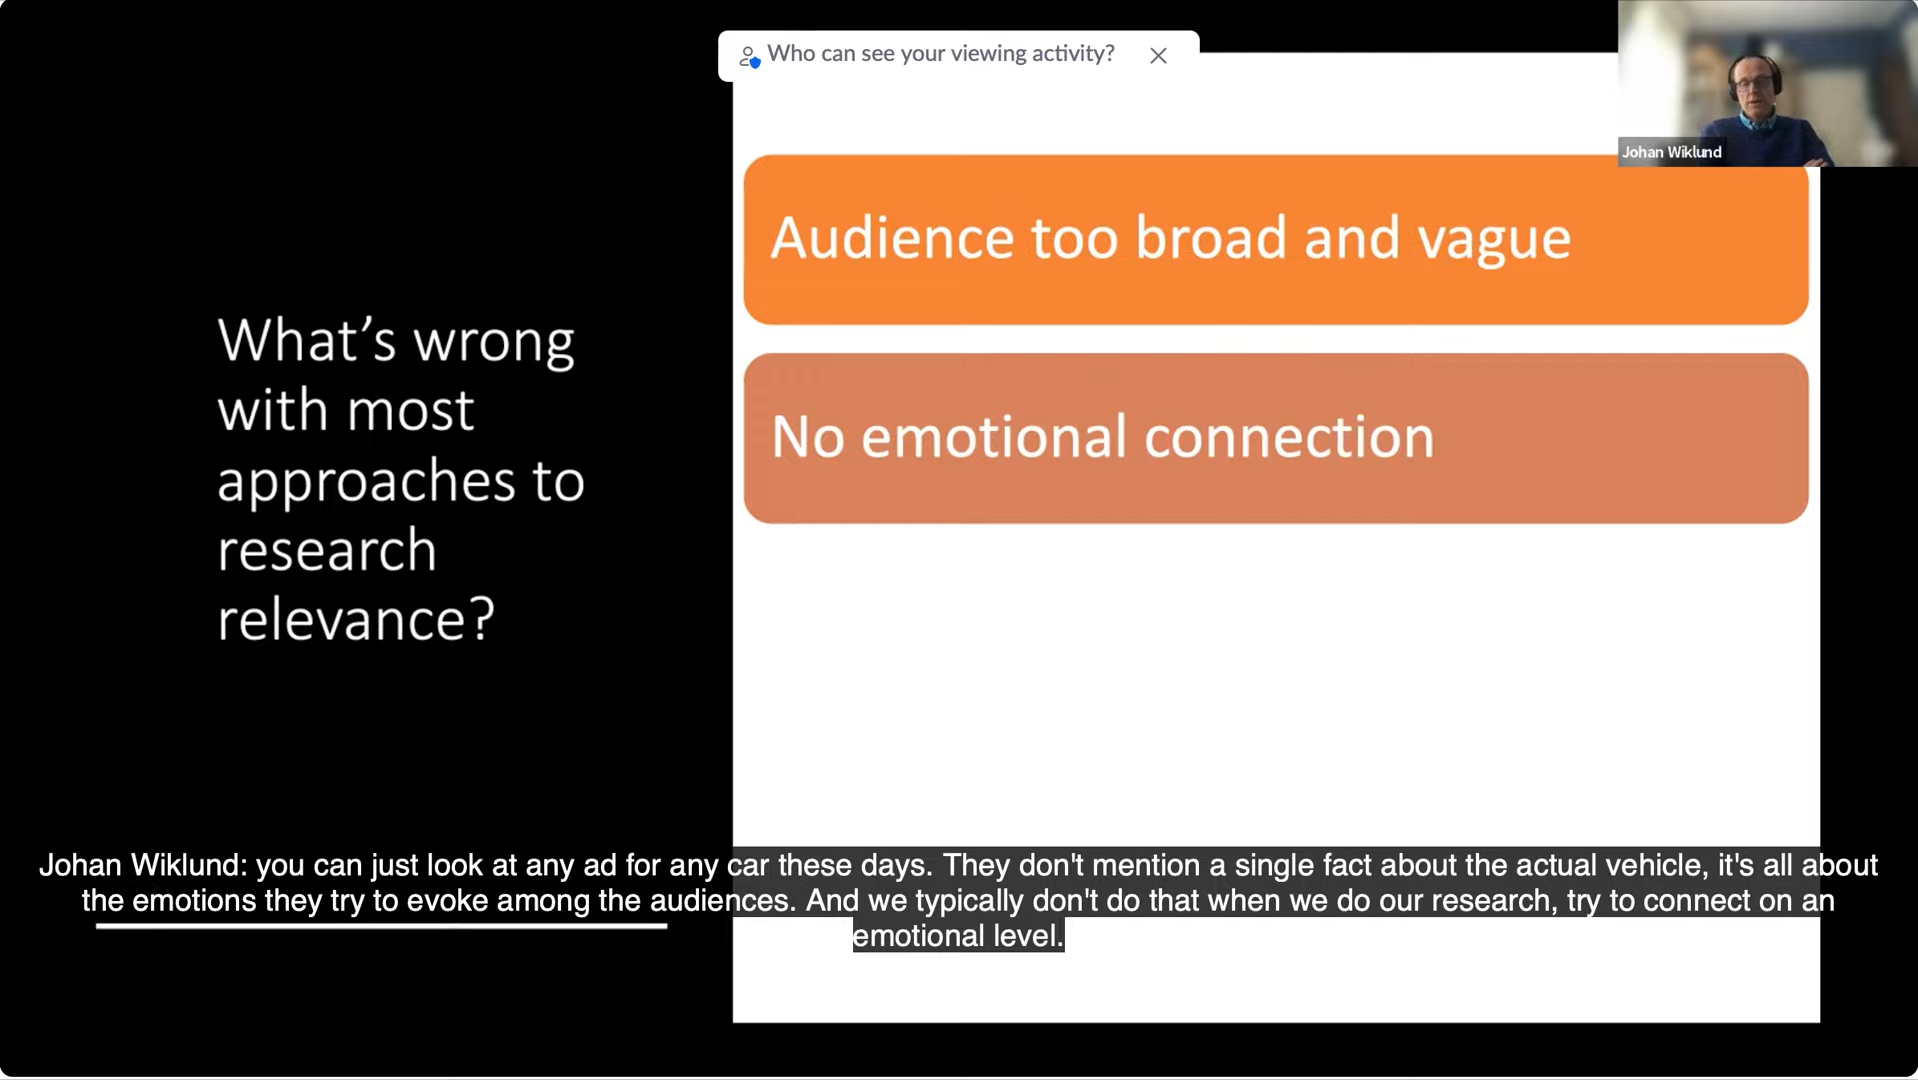 Who can see your viewing activity?
Johan Wiklund
What's wrong
with most
approaches to
research
relevance?
Audience too broad and vague
No emotional connection
Johan Wiklund: you can just look at any ad for any car these days. They don't mention a single fact about the actual vehicle, it's all about
the emotions they try to evoke among the audiences. And we typically don't do that when we do our research, try to connect on an
emotional level.